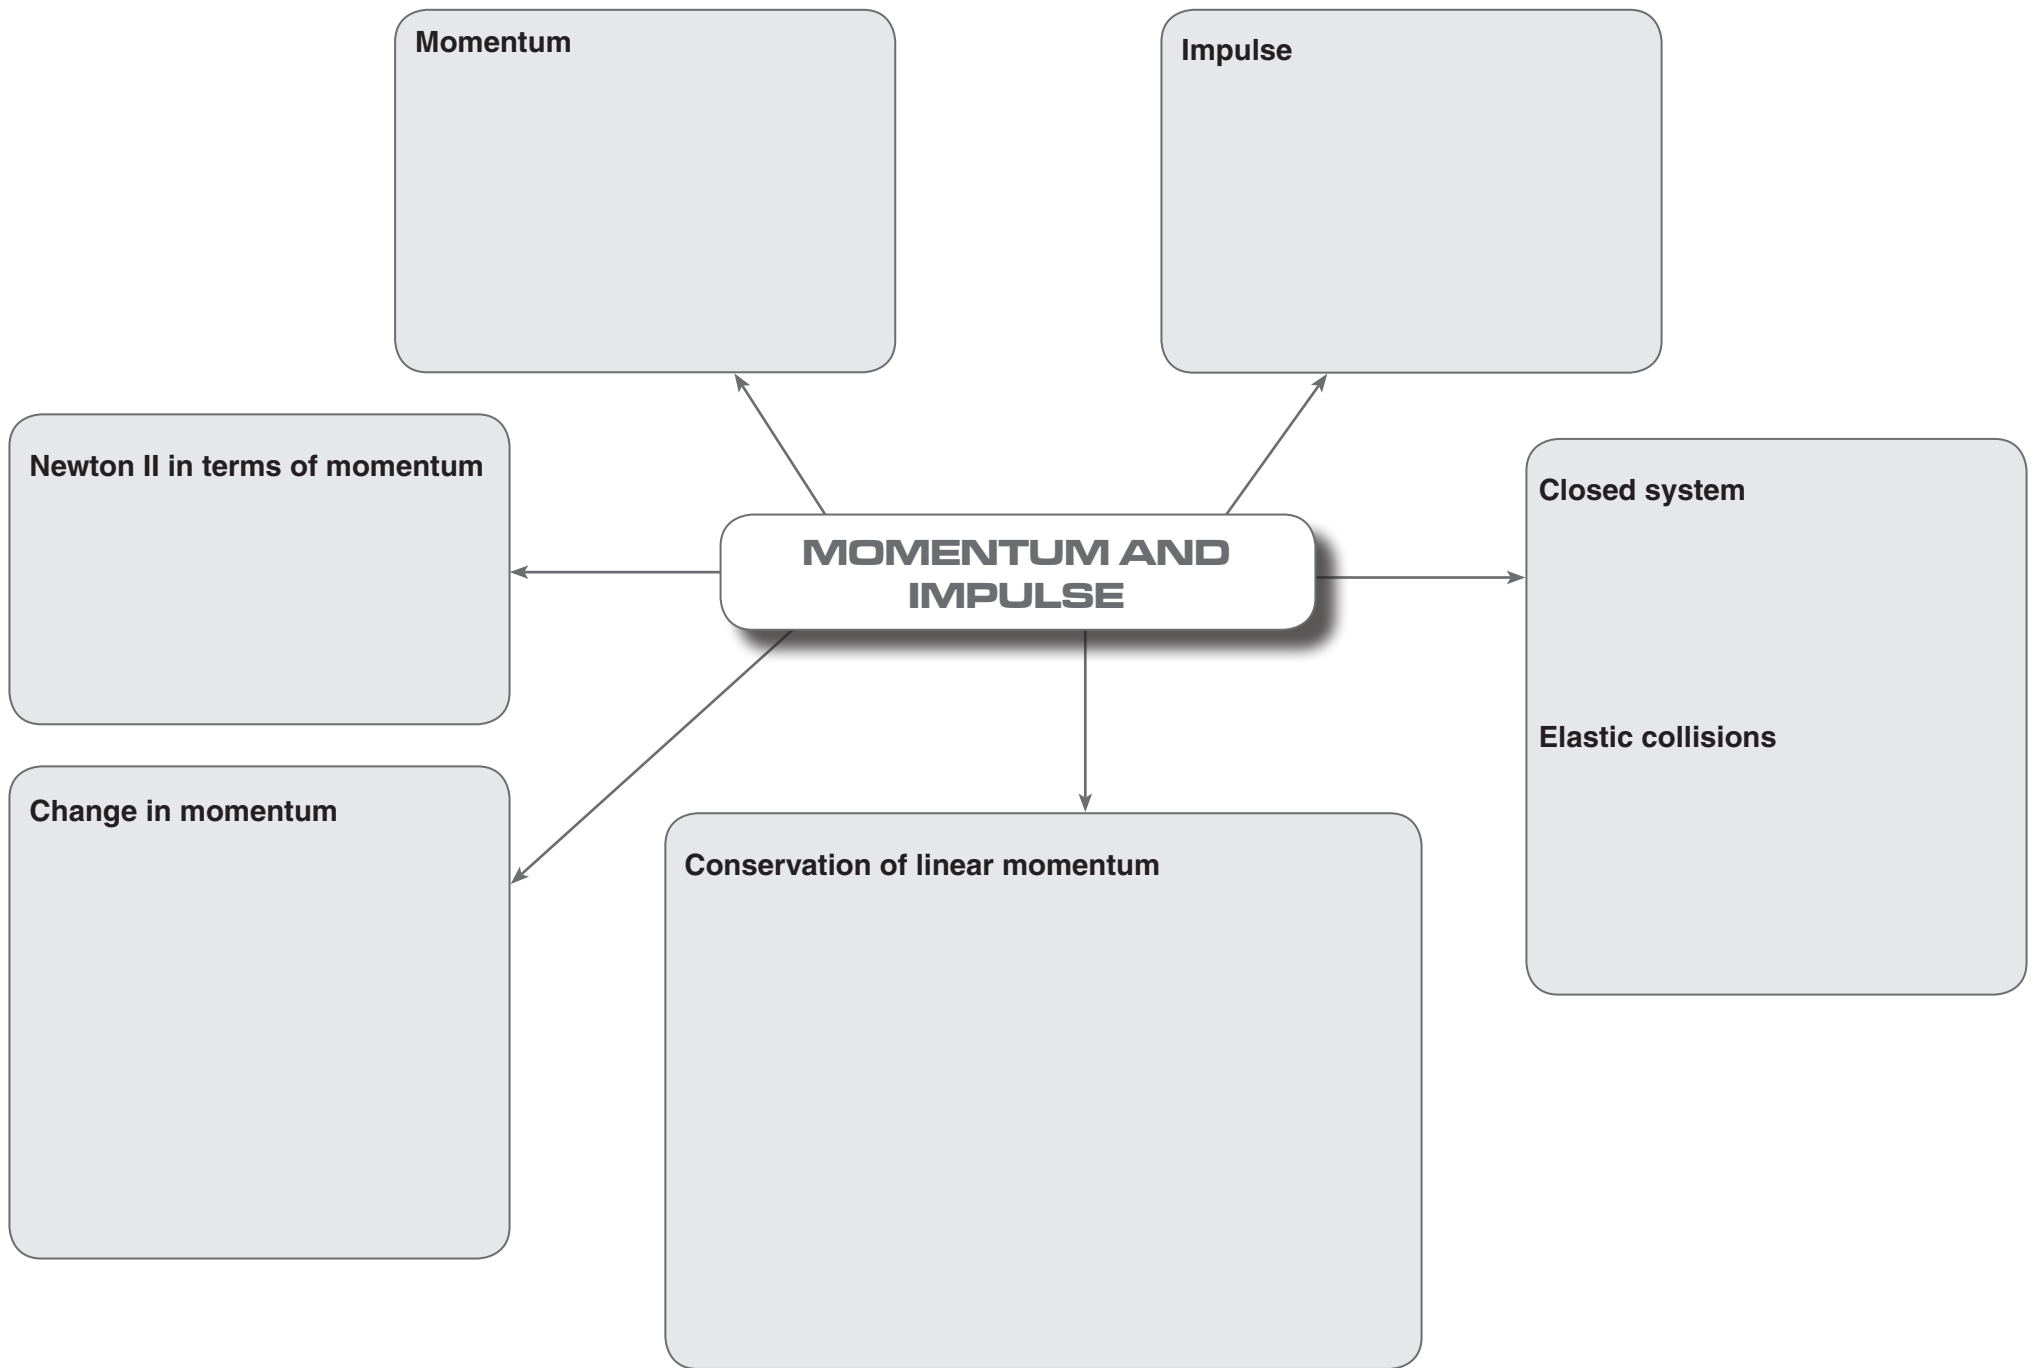 Momentum
Impulse
Newton II in terms of momentum
Closed system
MOMENTUM AND
IMPULSE
Elastic collisions
Change in momentum
Conservation of linear momentum